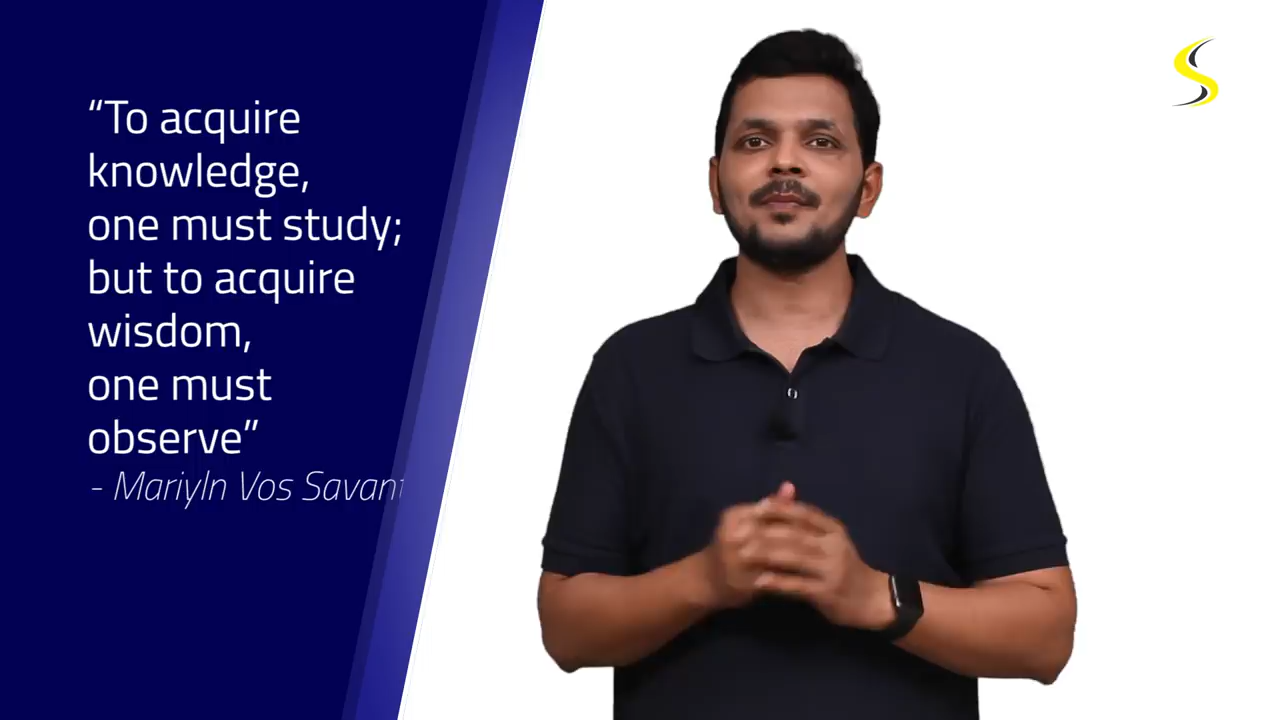 “To acquire
knowledge,
one must study;
but to acquire
wisdom,
one must
observe”
- Mariyln Vos Savant